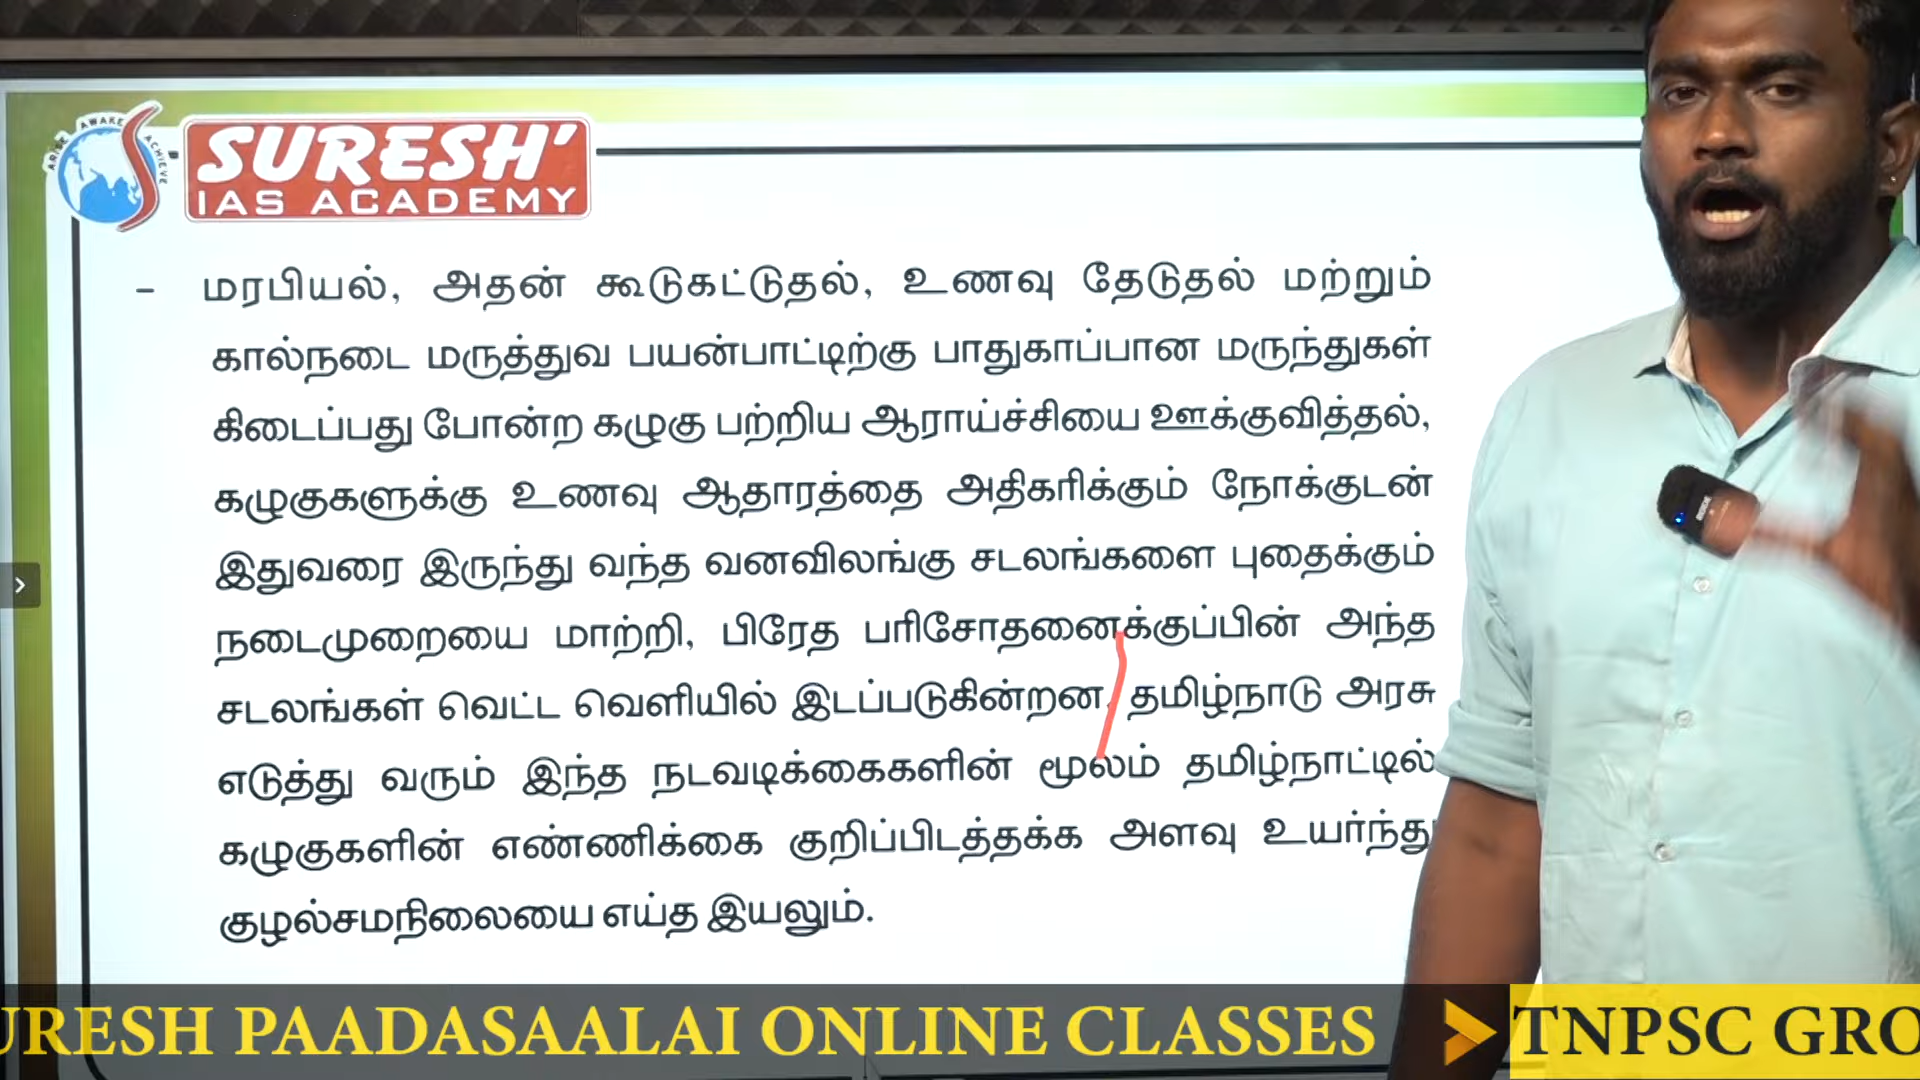 ARISE AWAKE ACHIEVE
SURESH'
IAS ACADEMY
– மரபியல், அதன் கூடுகட்டுதல், உணவு தேடுதல் மற்றும்
கால்நடை மருத்துவ பயன்பாட்டிற்கு பாதுகாப்பான மருந்துகள்
கிடைப்பது போன்ற கழுகு பற்றிய ஆராய்ச்சியை ஊக்குவித்தல்,
கழுகுகளுக்கு உணவு ஆதாரத்தை அதிகரிக்கும் நோக்குடன்
இதுவரை இருந்து வந்த வனவிலங்கு சடலங்களை புதைக்கும்
நடைமுறையை மாற்றி, பிரேத பரிசோதனைக்குப்பின் அந்த
சடலங்கள் வெட்ட வெளியில் இடப்படுகின்றன. தமிழ்நாடு அரசு
எடுத்து வரும் இந்த நடவடிக்கைகளின் மூலம் தமிழ்நாட்டில்
கழுகுகளின் எண்ணிக்கை குறிப்பிடத்தக்க அளவு உயர்ந்து
குழல்சமநிலையை எய்த இயலும்.
URESH PAADASAALAI ONLINE CLASSES > TNPSC GRO